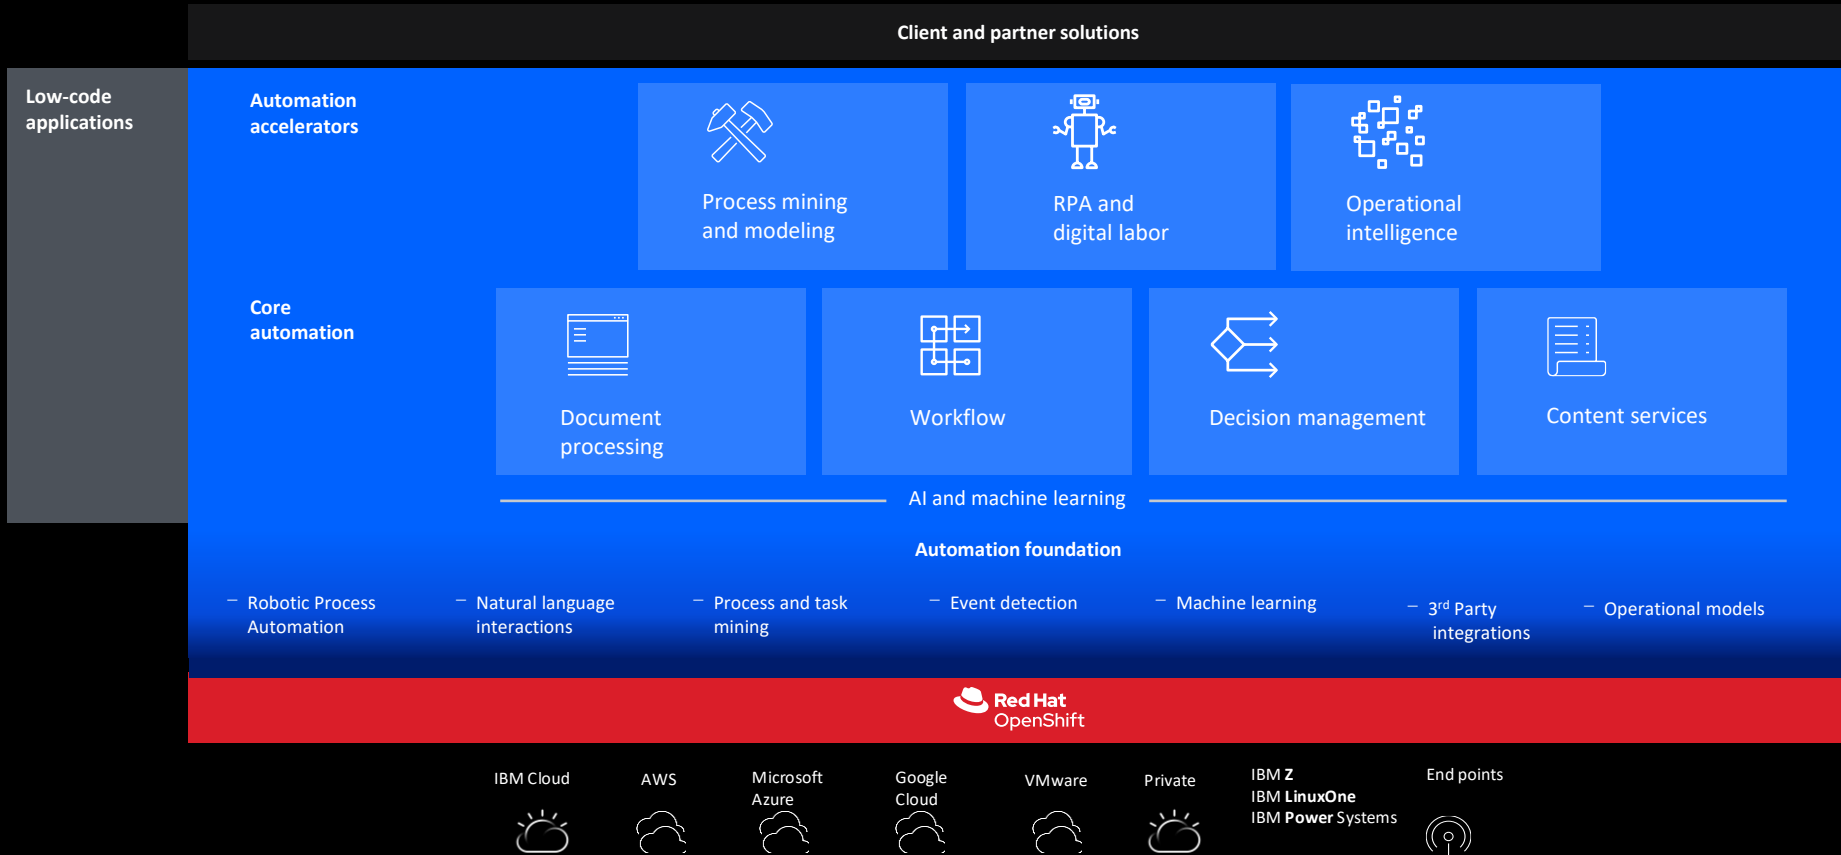 Client and partner solutions
Low-code
applications
Automation
accelerators
Process mining
and modeling
RPA and
digital labor
Operational
intelligence
Core
automation
Document
processing
Workflow
Decision management
Content services
AI and machine learning
Automation foundation
– Robotic Process
Automation
– Natural language
interactions
– Process and task
mining
– Event detection
– Machine learning
– 3rd Party
integrations
– Operational models
Red Hat
OpenShift
IBM Cloud
AWS
Microsoft
Azure
Google
Cloud
VMware
Private
IBM Z
IBM LinuxOne
IBM Power Systems
End points